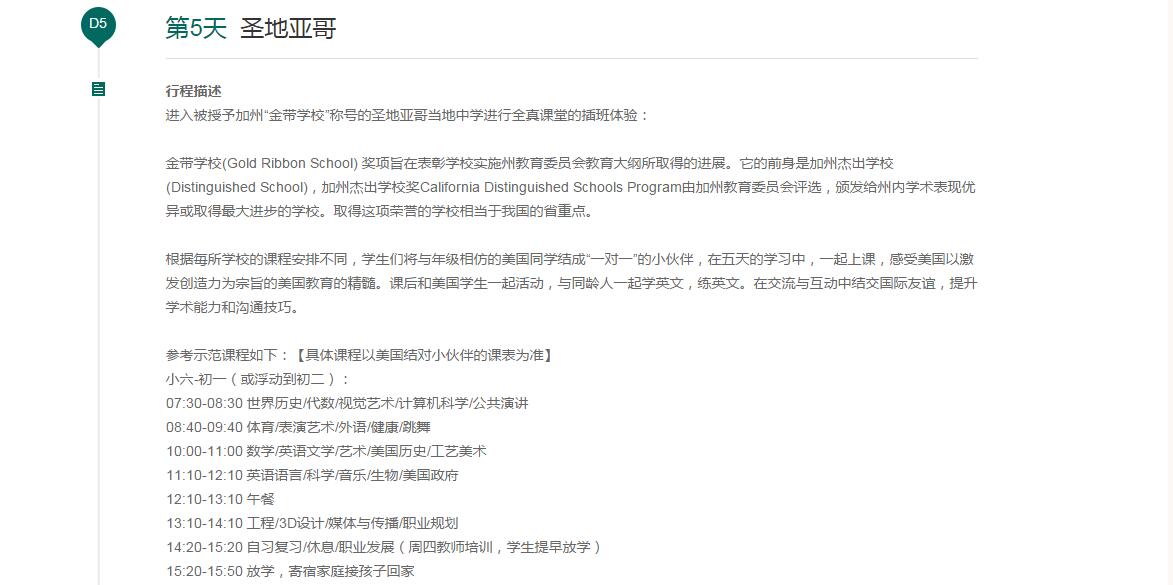 D5
第5天 圣地亚哥
行程描述
进入被授予加州“金带学校”称号的圣地亚哥当地中学进行全真课堂的插班体验：
金带学校(Gold Ribbon School) 奖项旨在表彰学校实施州教育委员会教育大纲所取得的进展。它的前身是加州杰出学校
(Distinguished School)，加州杰出学校奖California Distinguished Schools Program由加州教育委员会评选，颁发给州内学术表现优
异或取得最大进步的学校。取得这项荣誉的学校相当于我国的省重点。
根据每所学校的课程安排不同，学生们将与年级相仿的美国同学结成“一对一”的小伙伴，在五天的学习中，一起上课，感受美国以激
发创造力为宗旨的美国教育的精髓。课后和美国学生一起活动，与同龄人一起学英文，练英文。在交流与互动中结交国际友谊，提升
学术能力和沟通技巧。
参考示范课程如下：【具体课程以美国结对小伙伴的课表为准】
小六-初一（或浮动到初二）：
07:30-08:30 世界历史/代数/视觉艺术/计算机科学/公共演讲
08:40-09:40 体育/表演艺术/外语/健康/跳舞
10:00-11:00 数学/英语文学/艺术/美国历史/工艺美术
11:10-12:10 英语语言/科学/音乐/生物/美国政府
12:10-13:10 午餐
13:10-14:10 工程/3D设计/媒体与传播/职业规划
14:20-15:20 自习复习/休息/职业发展（周四教师培训，学生提早放学）
15:20-15:50 放学，寄宿家庭接孩子回家